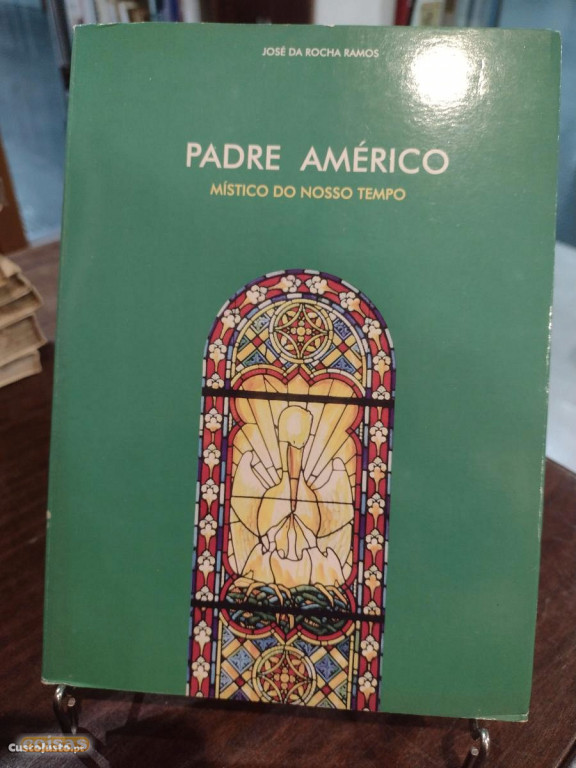 JOSÉ DA ROCHA RAMOS
PADRE AMÉRICO
MÍSTICO DO NOSSO TEMPO
CustoJusto.pt